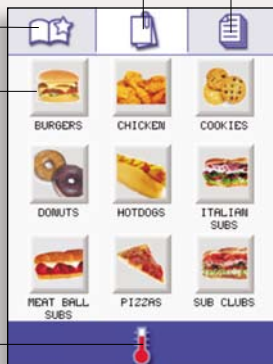 BURGERS CHICKEN COOKIES
DONUTS HOTDOGS ITALIAN
SUBS
MEAT BALL PIZZAS SUB CLUBS
SUBS